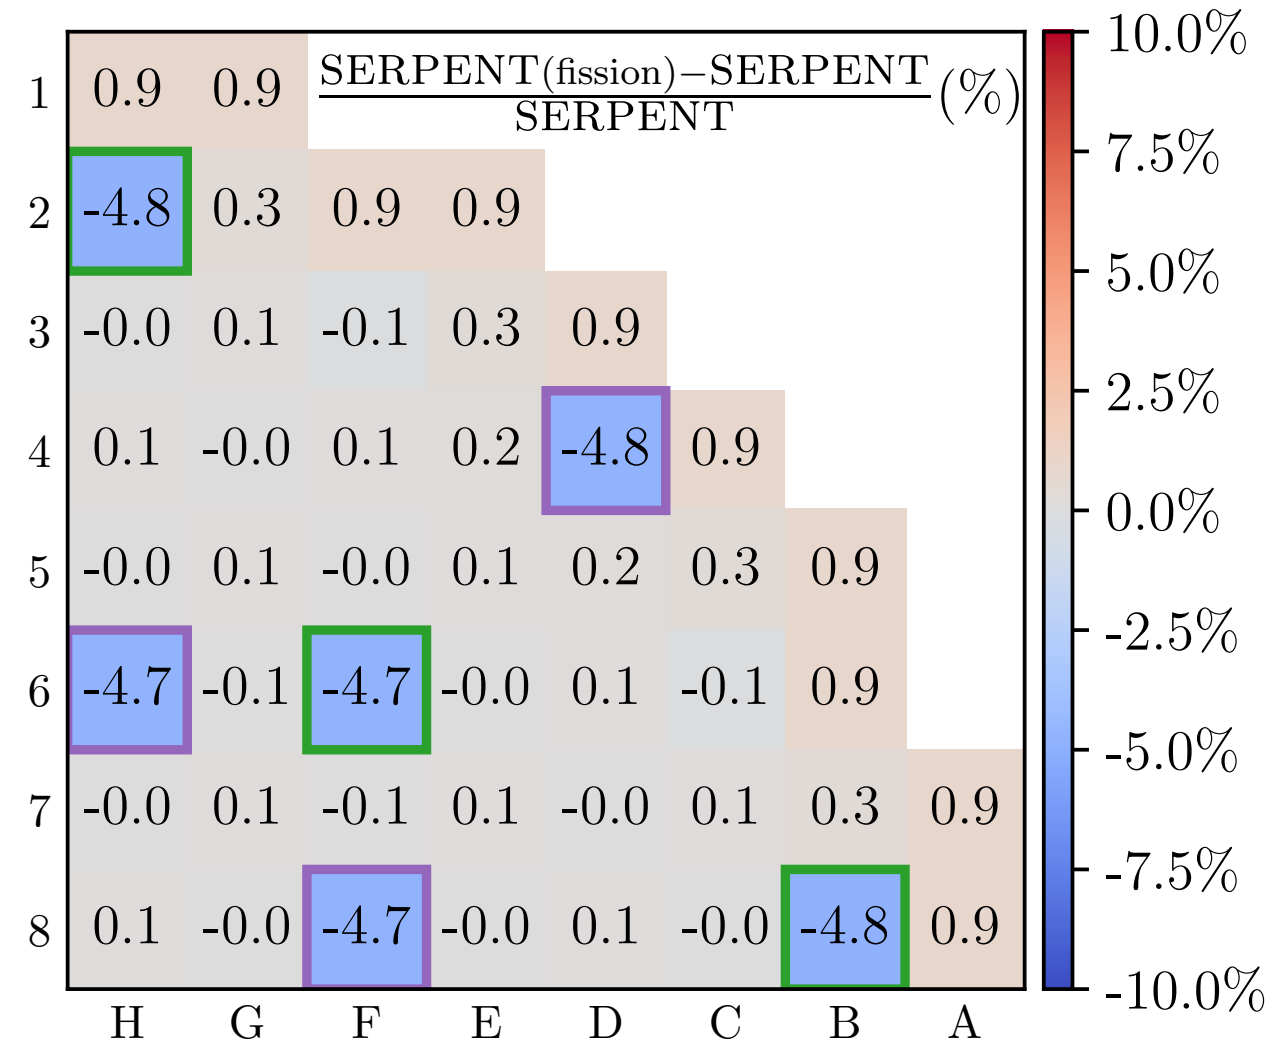 1 0.9 0.9 SERPENT(fission)−SERPENT
SERPENT (%)
2 -4.8 0.3 0.9 0.9
3 -0.0 0.1 -0.1 0.3 0.9
4 0.1 -0.0 0.1 0.2 -4.8 0.9
5 -0.0 0.1 -0.0 0.1 0.2 0.3 0.9
6 -4.7 -0.1 -4.7 -0.0 0.1 -0.1 0.9
7 -0.0 0.1 -0.1 0.1 -0.0 0.1 0.3 0.9
8 0.1 -0.0 -4.7 -0.0 0.1 -0.0 -4.8 0.9
H G F E D C B A
10.0%
7.5%
5.0%
2.5%
0.0%
-2.5%
-5.0%
-7.5%
-10.0%